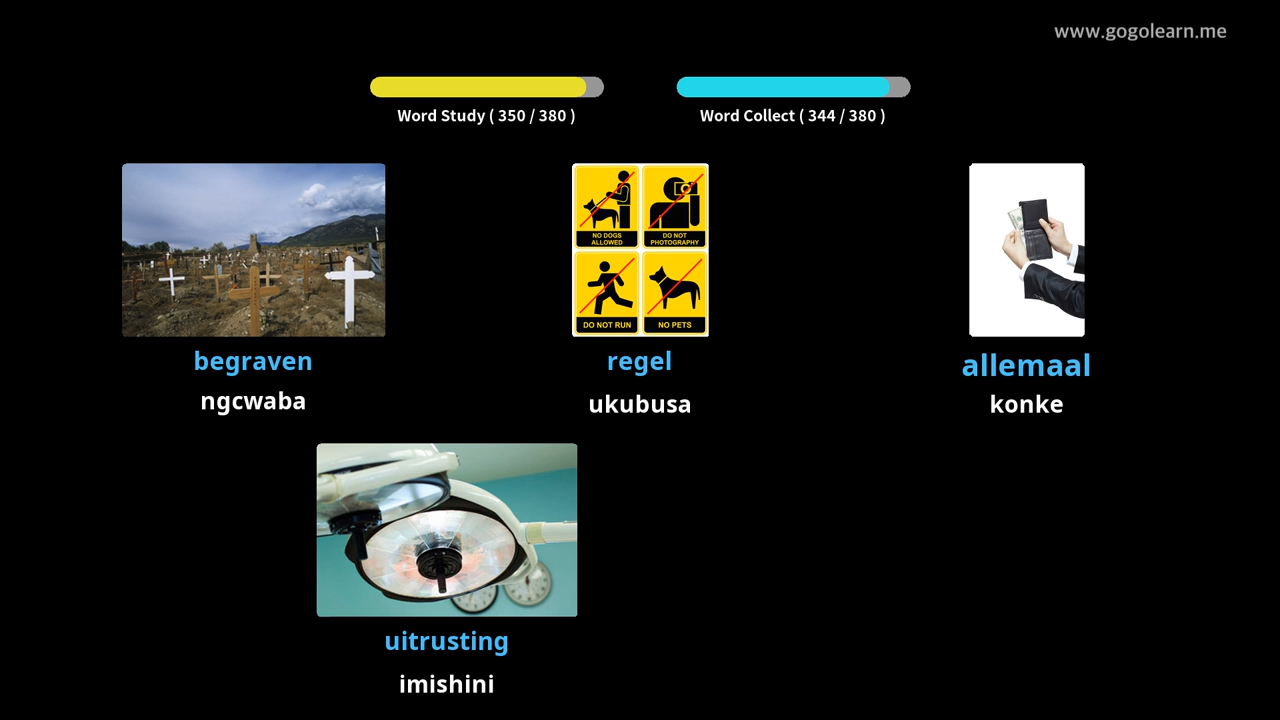 www.gogolearn.me
Word Study ( 350 / 380 )
Word Collect ( 344 / 380 )
NO DOGS
ALLOWED
DO NOT
PHOTOGRAPHY
DO NOT RUN
NO PETS
begraven
regel
allemaal
ngcwaba
ukubusa
konke
uitrusting
imishini